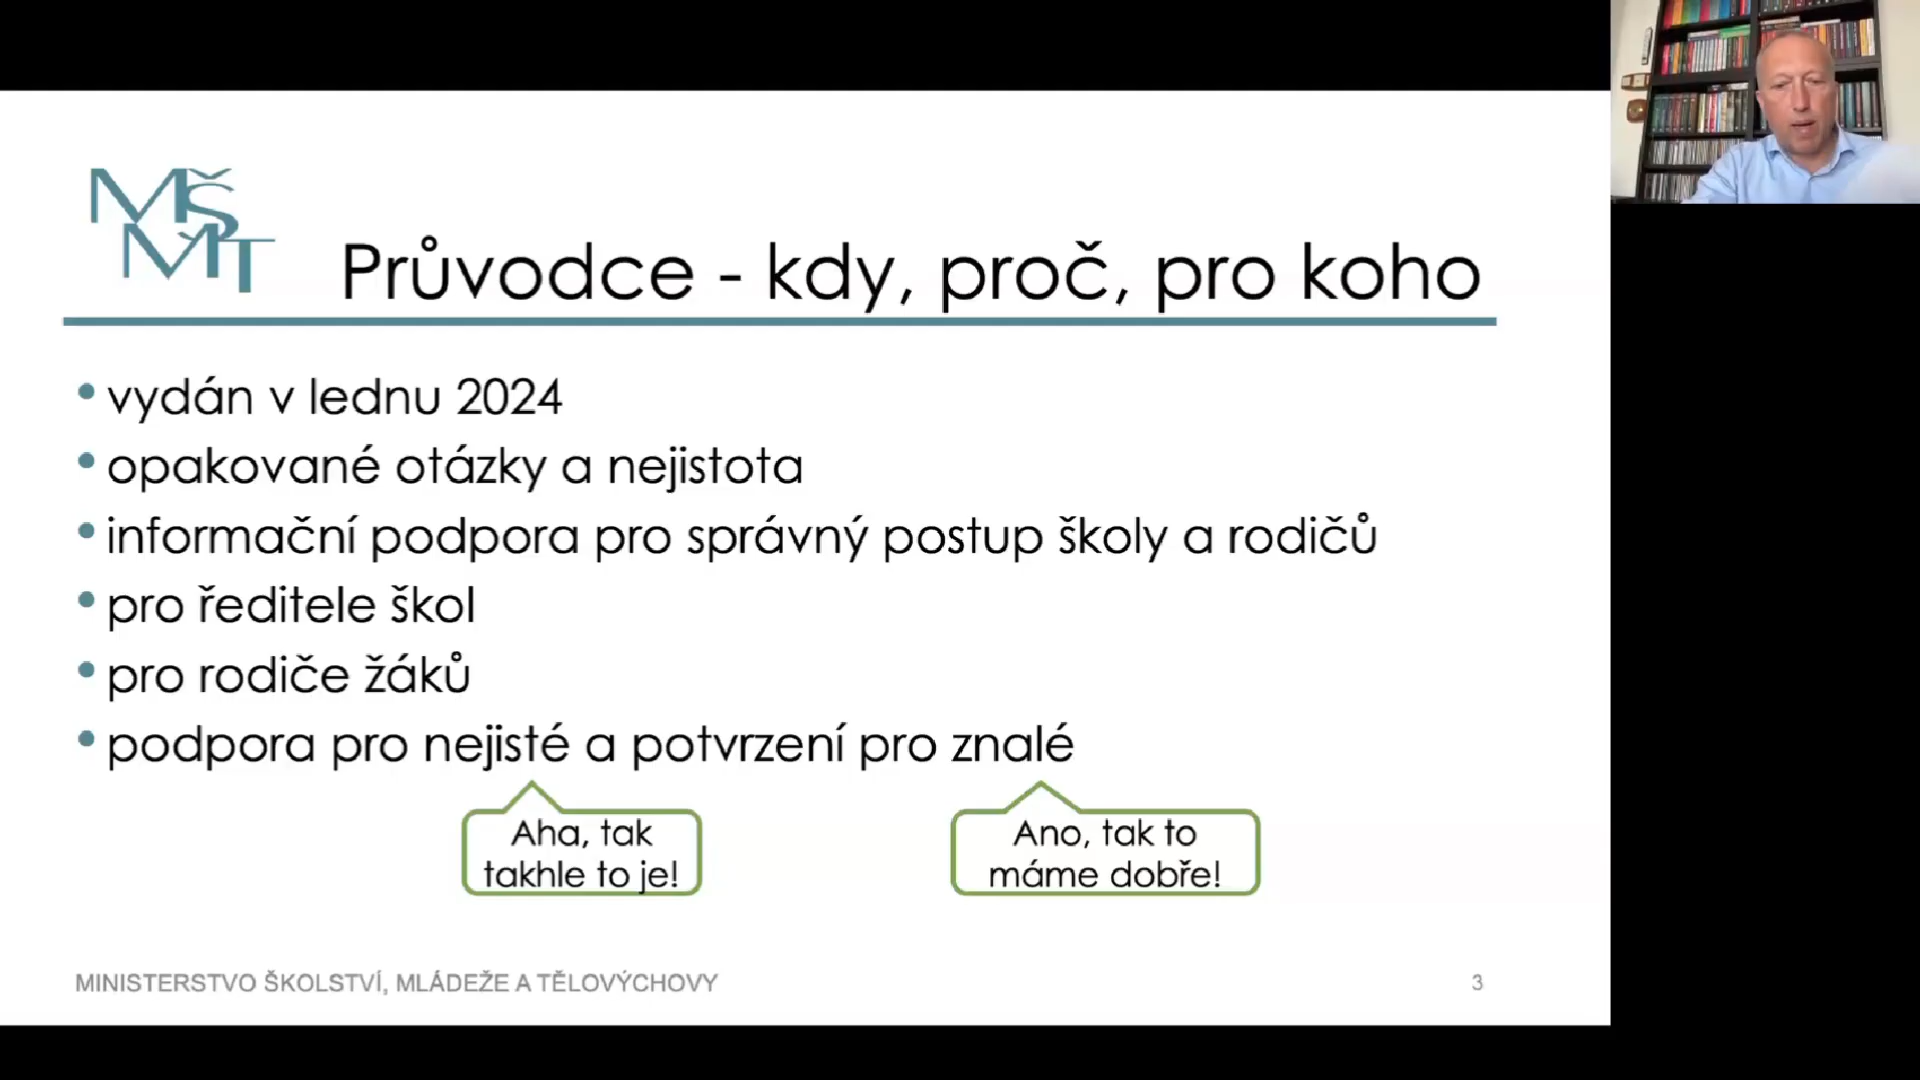 MŠMT
Průvodce - kdy, proč, pro koho
• vydán v lednu 2024
• opakované otázky a nejistota
• informační podpora pro správný postup školy a rodičů
• pro ředitele škol
• pro rodiče žáků
• podpora pro nejisté a potvrzení pro znalé
Aha, tak
takhle to je!
Ano, tak to
máme dobře!
MINISTERSTVO ŠKOLSTVÍ, MLÁDEŽE A TĚLOVÝCHOVY
3